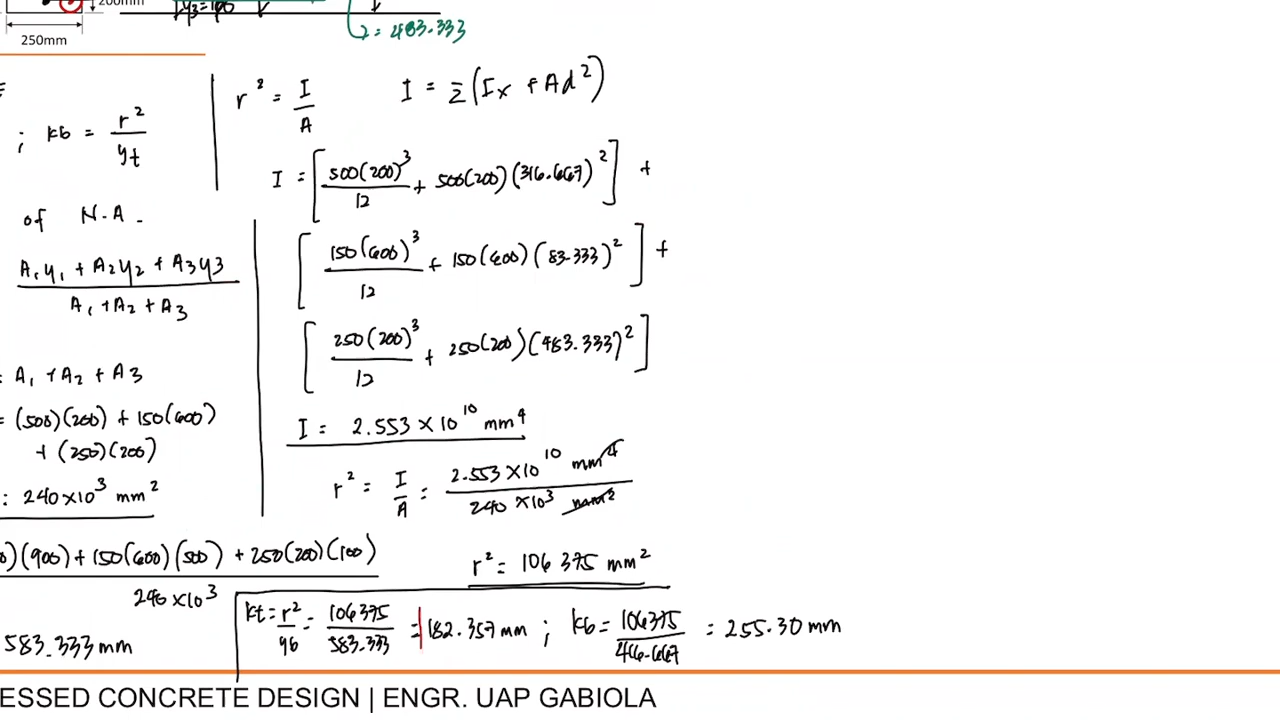 200mm
y3=100
250mm
= 483.333
; kb = r²/yt
r² = I/A
I = Σ(Ix + Ad²)
I = [500(200)³/12 + 500(200)(316.667)²] +
of N.A.
[150(600)³/12 + 150(600)(83.333)²] +
A₁y₁ + A₂y₂ + A₃y₃
A₁ + A₂ + A₃
[250(200)³/12 + 250(200)(483.333)²]
= A₁ + A₂ + A₃
= (500)(200) + 150(600)
+ (250)(200)
I = 2.553 × 10¹⁰ mm⁴
= 240 × 10³ mm²
r² = I/A = 2.553 × 10¹⁰ mm⁴ / 240 × 10³ mm²
)(900) + 150(600)(500) + 250(200)(100)
240 × 10³
r² = 106 375 mm²
583.333 mm
kt = r²/yb = 106375/583.333 = 182.357 mm ; kb = 106375/416.667 = 255.30 mm
ESSED CONCRETE DESIGN | ENGR. UAP GABIOLA